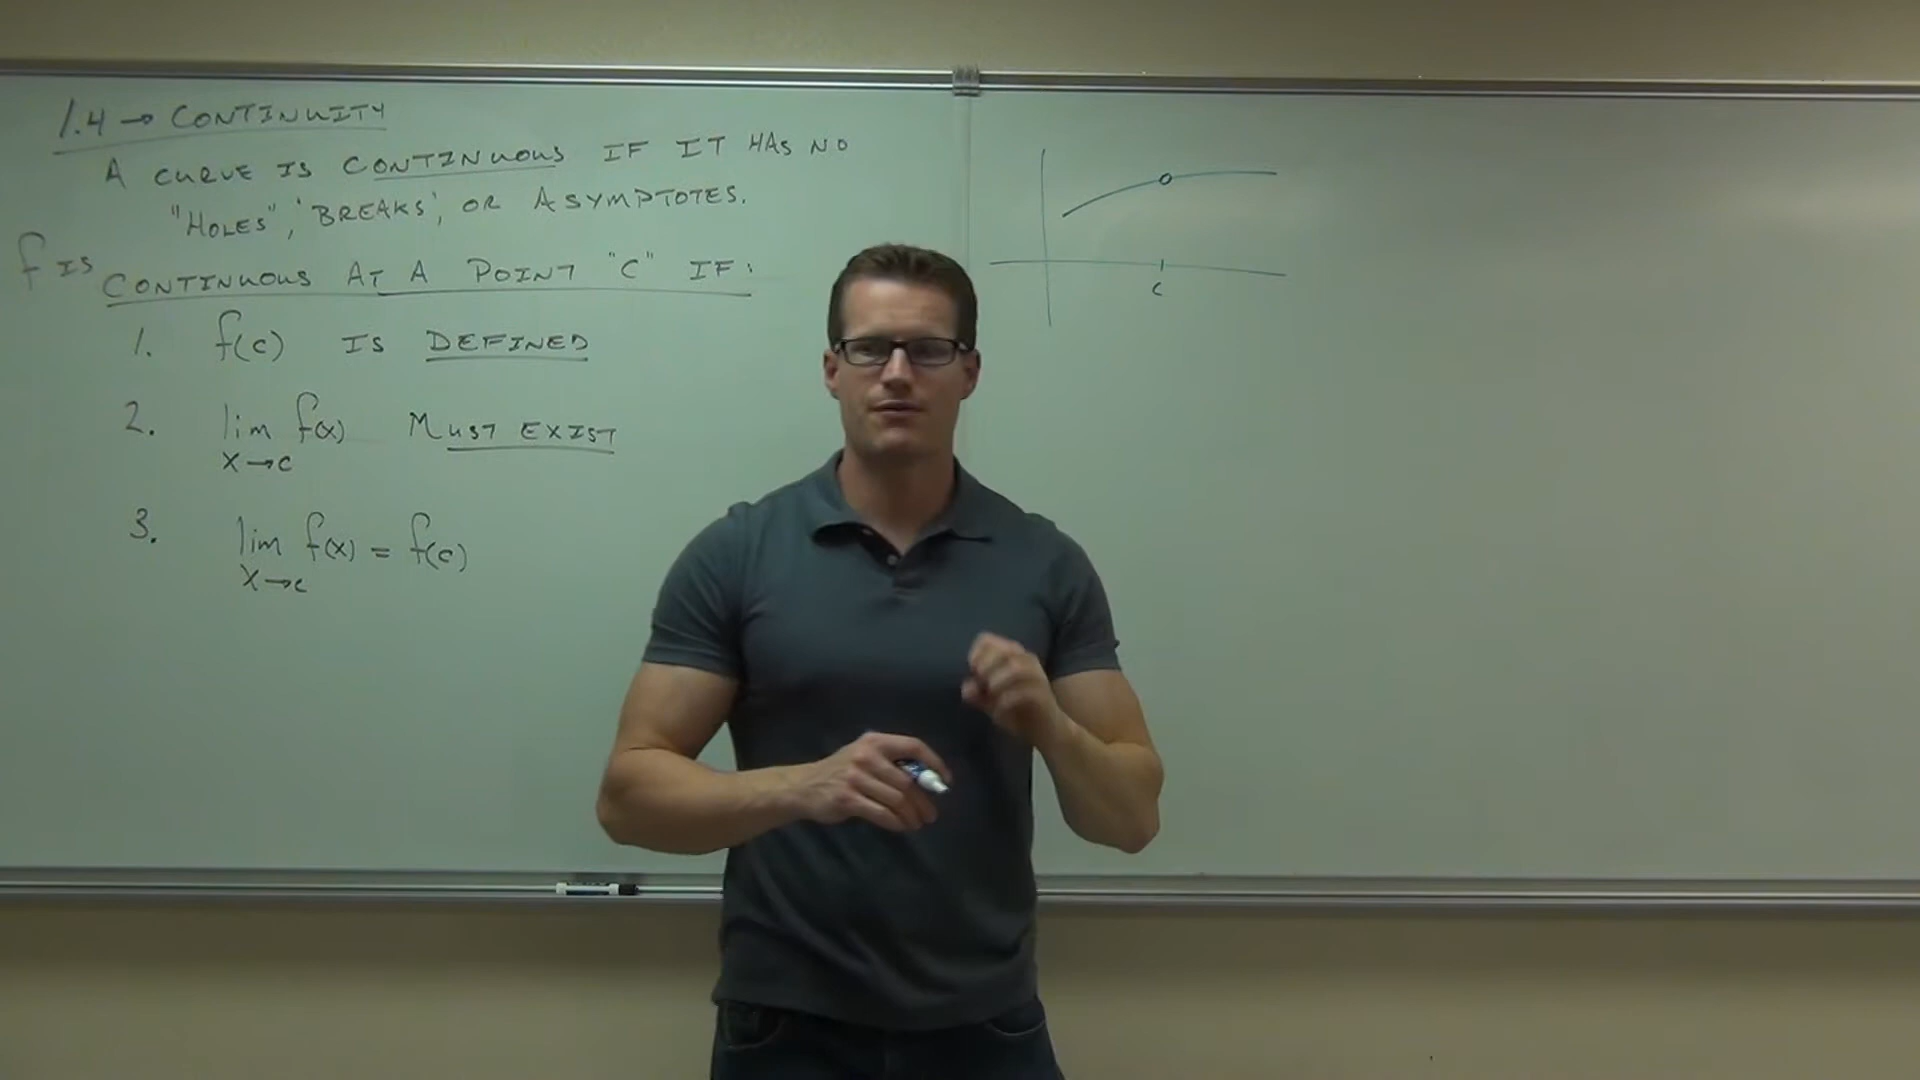 1.4 → CONTINUITY
A CURVE IS CONTINUOUS IF IT HAS NO
"HOLES", 'BREAKS', OR ASYMPTOTES.
f IS CONTINUOUS AT A POINT "C" IF:
1. f(c) IS DEFINED
2. lim f(x) MUST EXIST
x→c
3. lim f(x) = f(c)
x→c
c